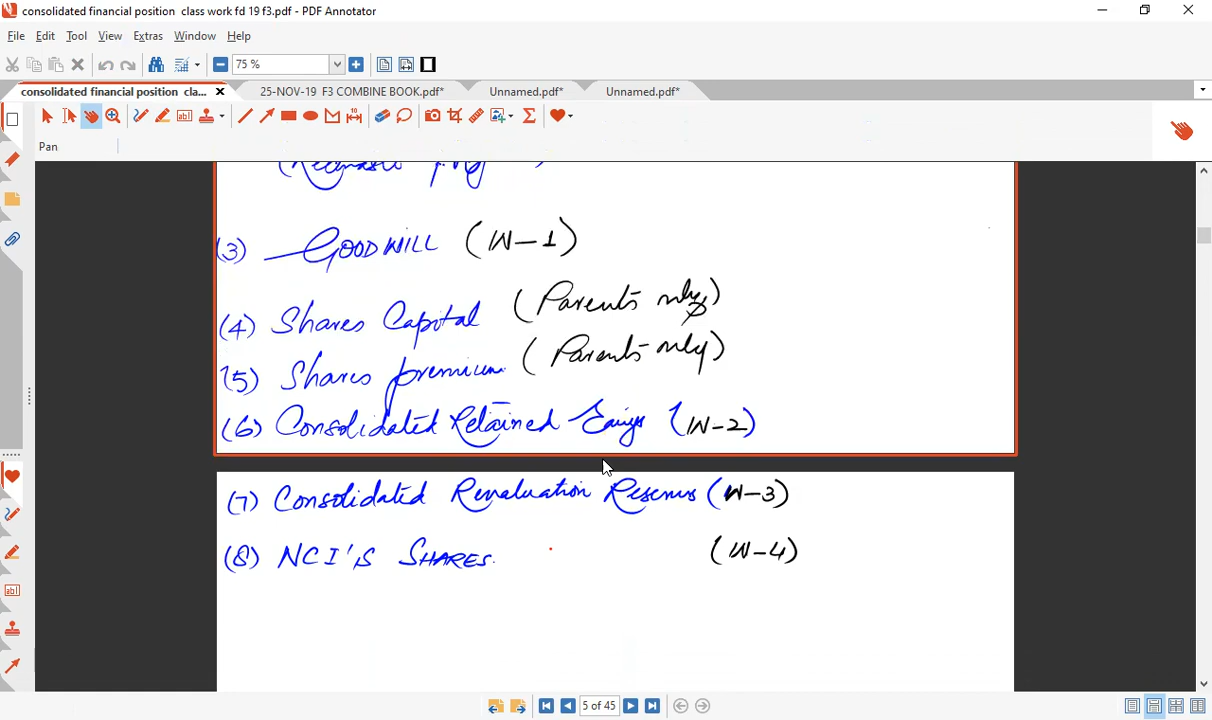 consolidated financial position class work fd 19 f3.pdf - PDF Annotator
File Edit Tool View Extras Window Help
75 %
consolidated financial position cla... 25-NOV-19 F3 COMBINE BOOK.pdf* Unnamed.pdf* Unnamed.pdf*
Pan
(3) GOODWILL (W-1)
(4) Shares Capital (Parents only)
(5) Shares premium (Parents only)
(6) Consolidated Retained (W-2)
(7) Consolidated Revaluation Reserves (W-3)
(8) NCI'S SHARES. (W-4)
5 of 45